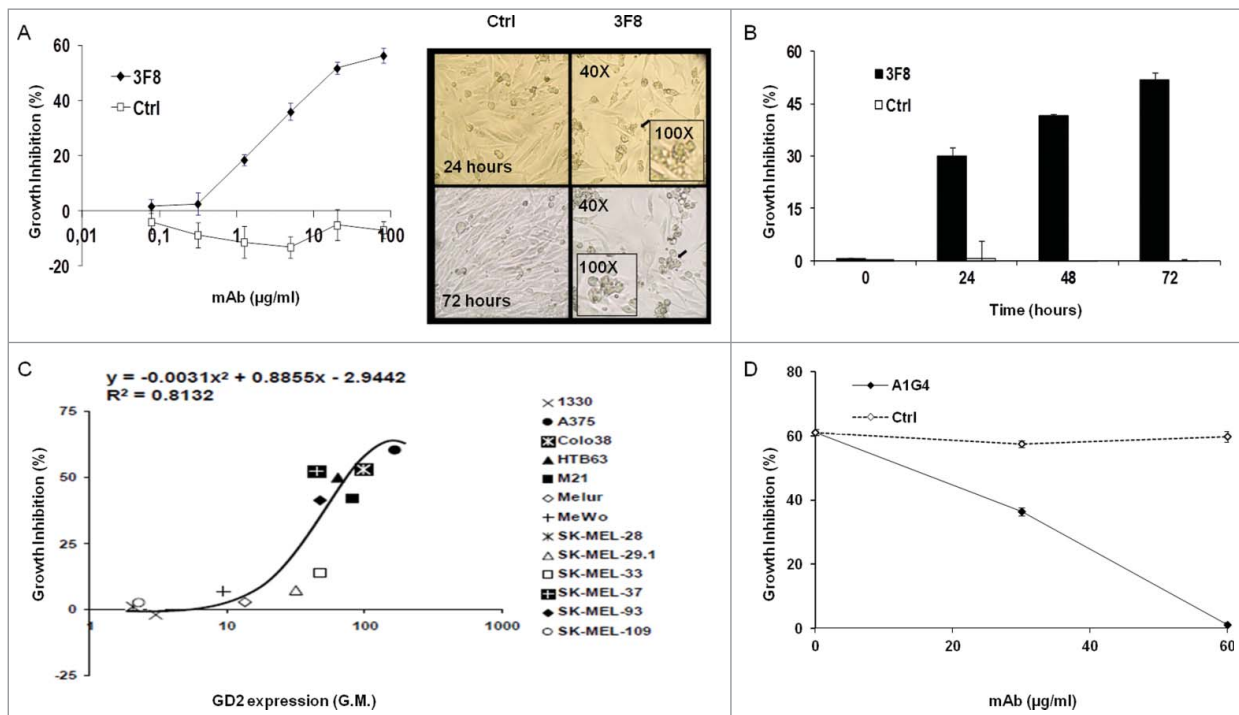 A
60
40
20
0
-20
Growth Inhibition (%)
3F8
Ctrl
0,01 0,1 1 10 100
mAb (µg/ml)
Ctrl 3F8
24 hours
40X
100X
72 hours
40X
100X
B
60
45
30
15
0
Growth Inhibition (%)
3F8
Ctrl
0 24 48 72
Time (hours)
C
y = -0.0031x² + 0.8855x - 2.9442
R² = 0.8132
75
50
25
0
-25
Growth Inhibition (%)
1 10 100 1000
GD2 expression (G.M.)
1330
A375
Colo38
HTB63
M21
Melur
MeWo
SK-MEL-28
SK-MEL-29.1
SK-MEL-33
SK-MEL-37
SK-MEL-93
SK-MEL-109
D
80
60
40
20
0
Growth Inhibition (%)
A1G4
Ctrl
0 20 40 60
mAb (µg/ml)